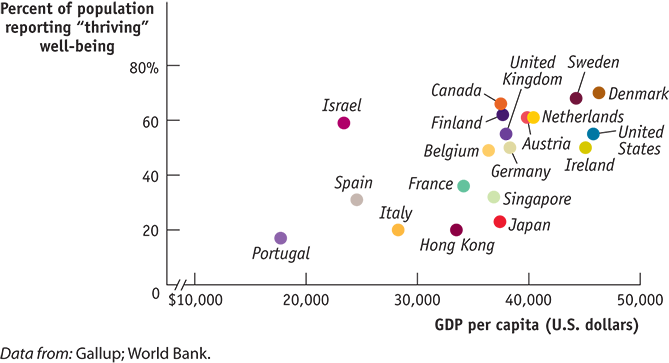 Percent of population
reporting “thriving”
well-being
80%
60
40
20
0
$10,000
20,000
30,000
40,000
50,000
GDP per capita (U.S. dollars)
United
Kingdom
Sweden
Canada
Denmark
Israel
Finland
Netherlands
Austria
United
States
Belgium
Germany
Ireland
Spain
France
Singapore
Italy
Japan
Hong Kong
Portugal
Data from: Gallup; World Bank.